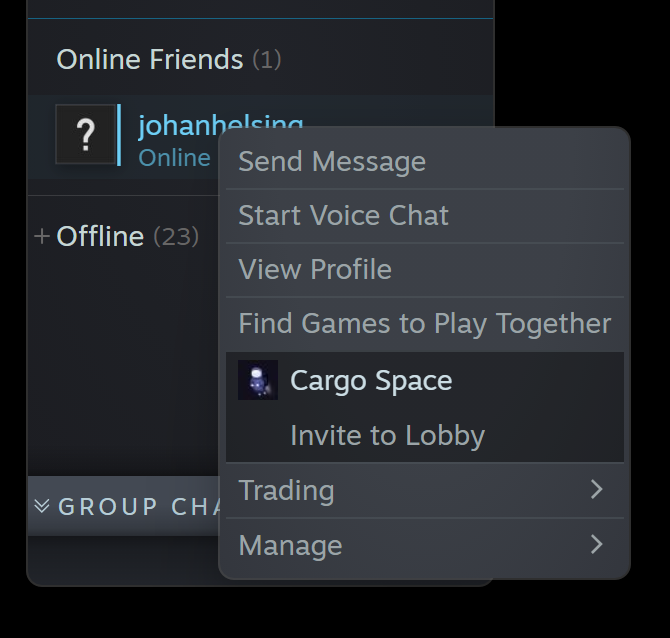 Online Friends (1)
?
johanhelsing
Online
+ Offline (23)
GROUP CHA
Send Message
Start Voice Chat
View Profile
Find Games to Play Together
Cargo Space
Invite to Lobby
Trading
Manage